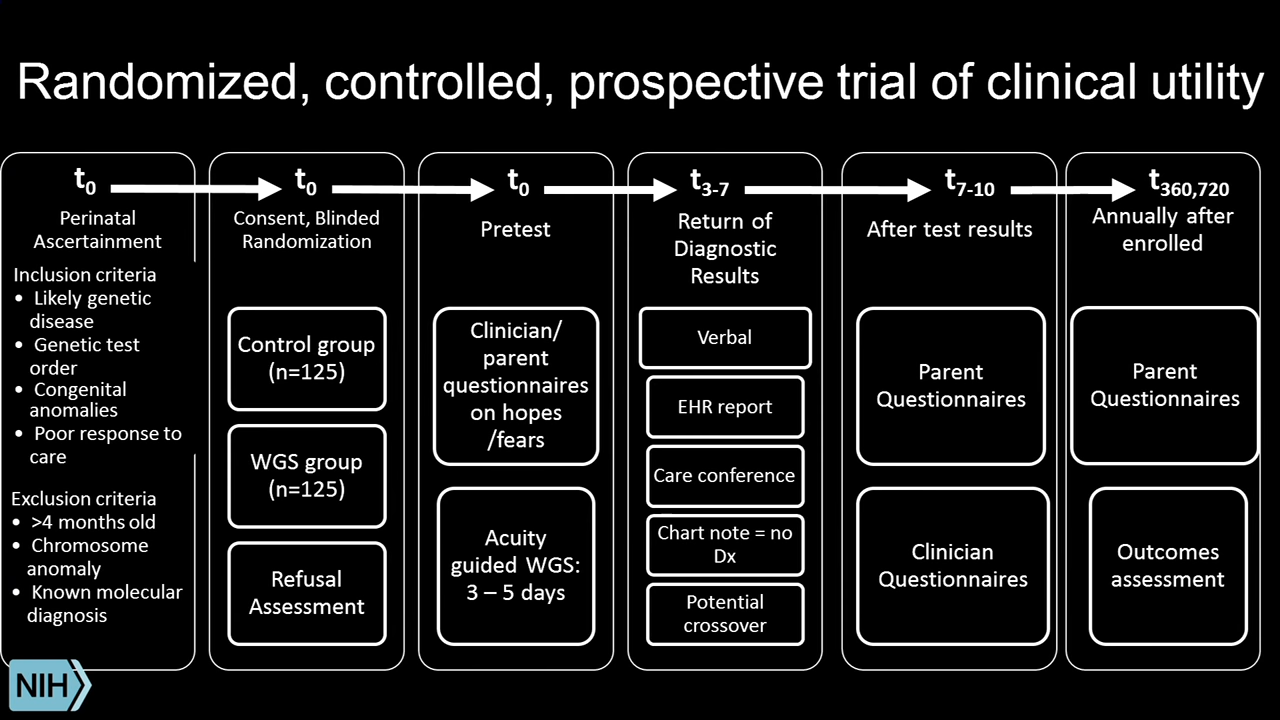 Randomized, controlled, prospective trial of clinical utility
t0
Perinatal
Ascertainment
Inclusion criteria
• Likely genetic
disease
• Genetic test
order
• Congenital
anomalies
• Poor response to
care
Exclusion criteria
• >4 months old
• Chromosome
anomaly
• Known molecular
diagnosis
t0
Consent, Blinded
Randomization
Control group
(n=125)
WGS group
(n=125)
Refusal
Assessment
t0
Pretest
Clinician/
parent
questionnaires
on hopes
/fears
Acuity
guided WGS:
3 – 5 days
t3-7
Return of
Diagnostic
Results
Verbal
EHR report
Care conference
Chart note = no
Dx
Potential
crossover
t7-10
After test results
Parent
Questionnaires
Clinician
Questionnaires
t360,720
Annually after
enrolled
Parent
Questionnaires
Outcomes
assessment
NIH